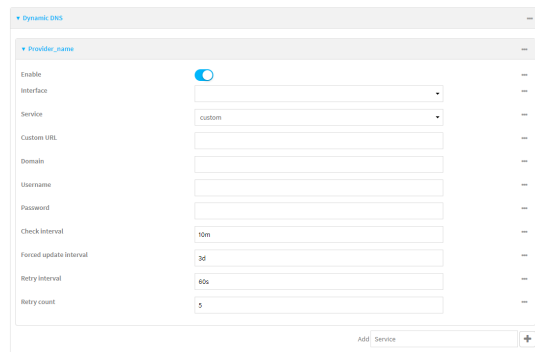 Dynamic DNS
Provider_name
Enable
Interface
Service custom
Custom URL
Domain
Username
Password
Check interval 10m
Forced update interval 3d
Retry interval 60s
Retry count 5
Add Service